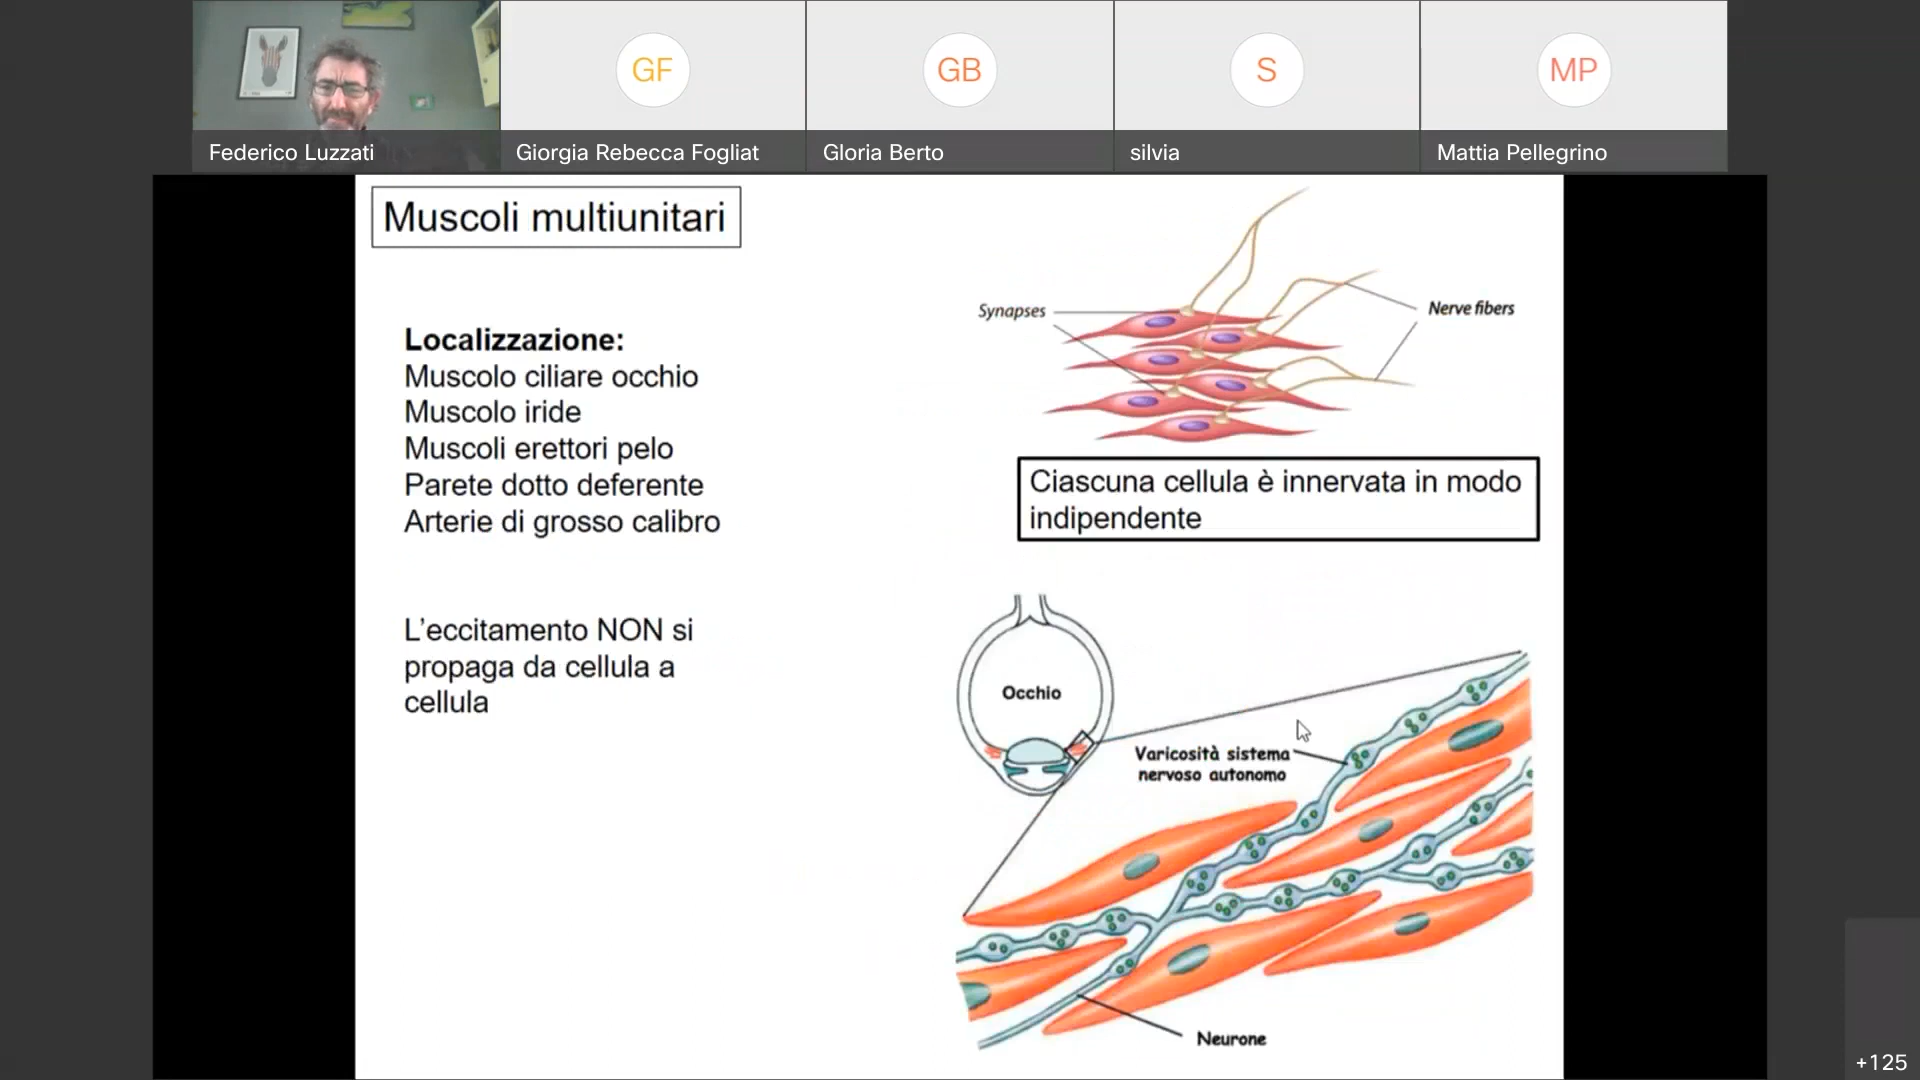 GF
GB
S
MP
Federico Luzzati
Giorgia Rebecca Fogliat
Gloria Berto
silvia
Mattia Pellegrino
Muscoli multiunitari
Localizzazione:
Muscolo ciliare occhio
Muscolo iride
Muscoli erettori pelo
Parete dotto deferente
Arterie di grosso calibro
L'eccitamento NON si
propaga da cellula a
cellula
Synapses
Nerve fibers
Ciascuna cellula è innervata in modo
indipendente
Occhio
Varicosità sistema
nervoso autonomo
Neurone
+125